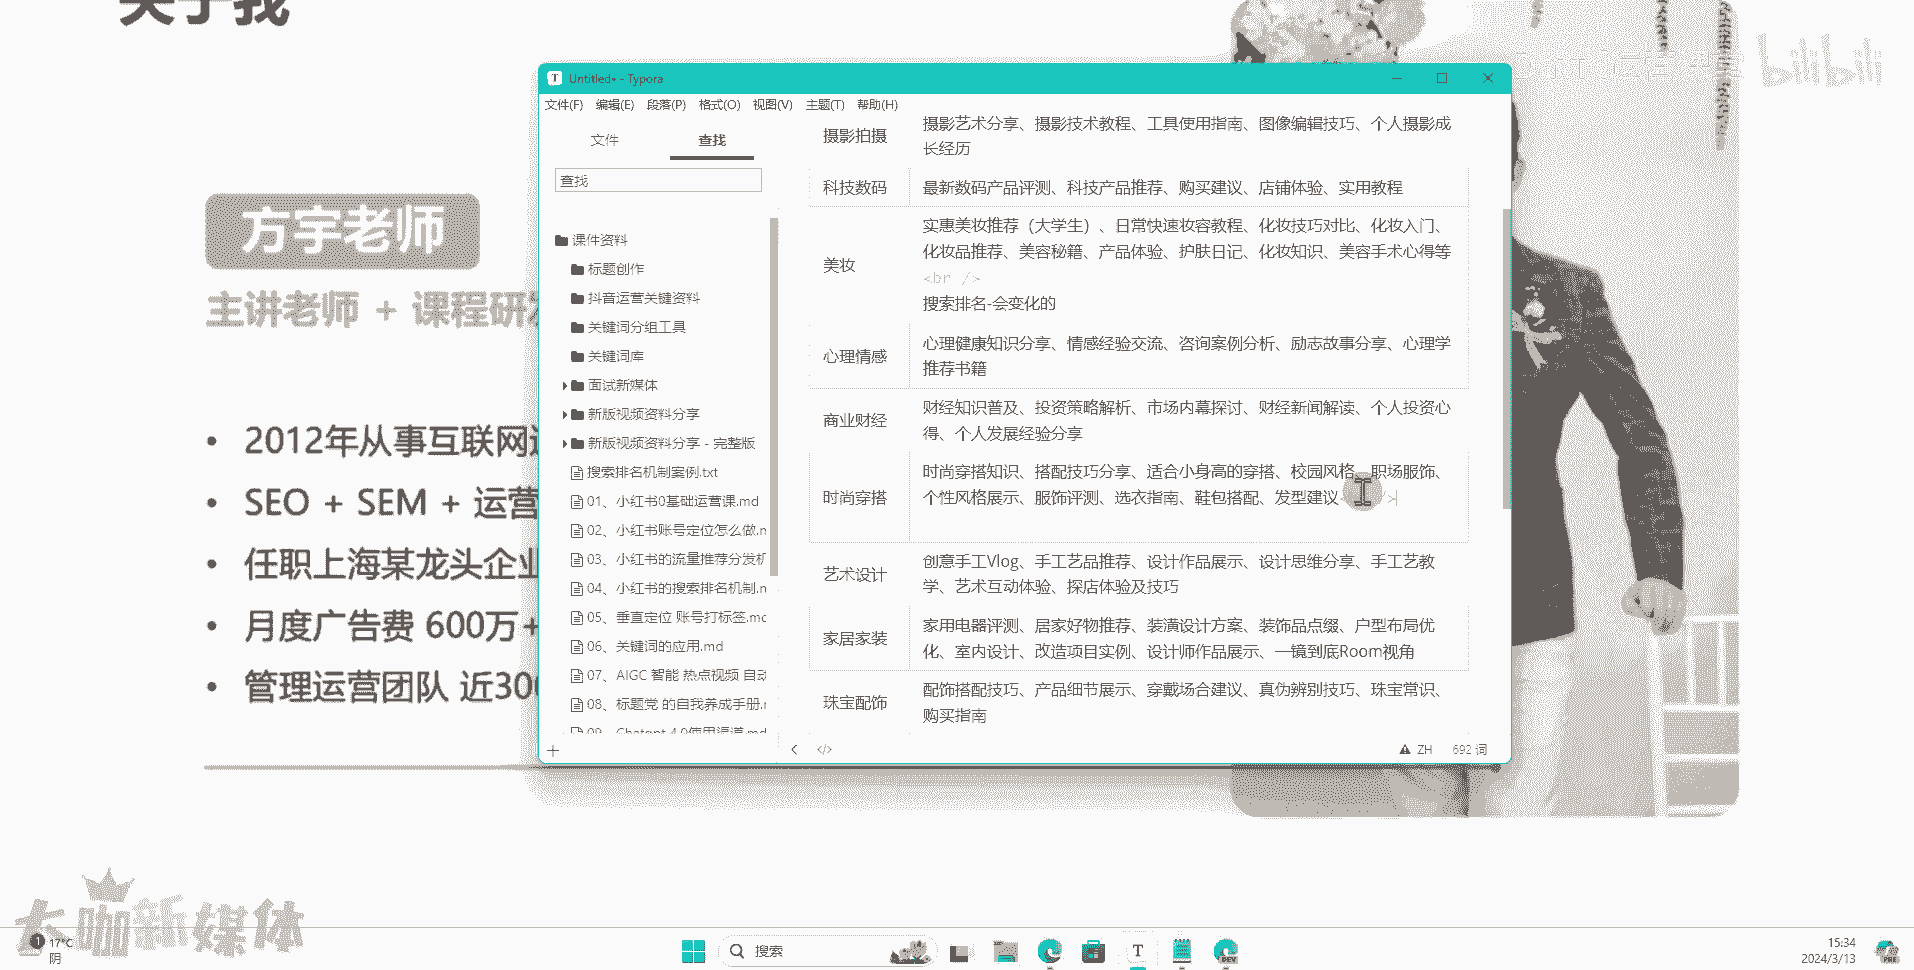 关于我
bilibili
方宇老师
主讲老师 + 课程研
2012年从事互联网
SEO + SEM + 运营
任职上海某龙头企
月度广告费 600万+
管理运营团队 近300
Untitled• - Typora
文件(F) 编辑(E) 段落(P) 格式(O) 视图(V) 主题(T) 帮助(H)
文件 查找
查找
课件资料
标题创作
抖音运营关键资料
关键词分组工具
关键词库
面试新媒体
新版视频资料分享
新版视频资料分享 - 完整版
搜索排名机制案例.txt
01、小红书0基础运营课.md
02、小红书账号定位怎么做.m
03、小红书的流量推荐分发机
04、小红书的搜索排名机制.m
05、垂直定位 账号打标签.md
06、关键词的应用.md
07、AIGC 智能 热点视频 自动
08、标题党 的自我养成手册.m
09、Chatgpt 4.0使用渠道.md
摄影拍摄
摄影艺术分享、摄影技术教程、工具使用指南、图像编辑技巧、个人摄影成
长经历
科技数码
最新数码产品评测、科技产品推荐、购买建议、店铺体验、实用教程
美妆
实惠美妆推荐（大学生）、日常快速妆容教程、化妆技巧对比、化妆入门、
化妆品推荐、美容秘籍、产品体验、护肤日记、化妆知识、美容手术心得等
<br />
搜索排名-会变化的
心理情感
心理健康知识分享、情感经验交流、咨询案例分析、励志故事分享、心理学
推荐书籍
商业财经
财经知识普及、投资策略解析、市场内幕探讨、财经新闻解读、个人投资心
得、个人发展经验分享
时尚穿搭
时尚穿搭知识、搭配技巧分享、适合小身高的穿搭、校园风格、职场服饰、
个性风格展示、服饰评测、选衣指南、鞋包搭配、发型建议 />
艺术设计
创意手工Vlog、手工艺品推荐、设计作品展示、设计思维分享、手工艺教
学、艺术互动体验、探店体验及技巧
家居家装
家用电器评测、居家好物推荐、装潢设计方案、装饰品点缀、户型布局优
化、室内设计、改造项目实例、设计师作品展示、一镜到底Room视角
珠宝配饰
配饰搭配技巧、产品细节展示、穿戴场合建议、真伪辨别技巧、珠宝常识、
购买指南
</>
ZH 692 词
大咖新媒体
1 17°C
阴
搜索
T
DEV
15:34
2024/3/13
PRE